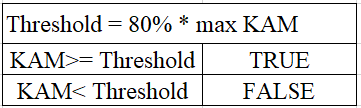 Threshold = 80% * max KAM
KAM>= Threshold TRUE
KAM< Threshold FALSE